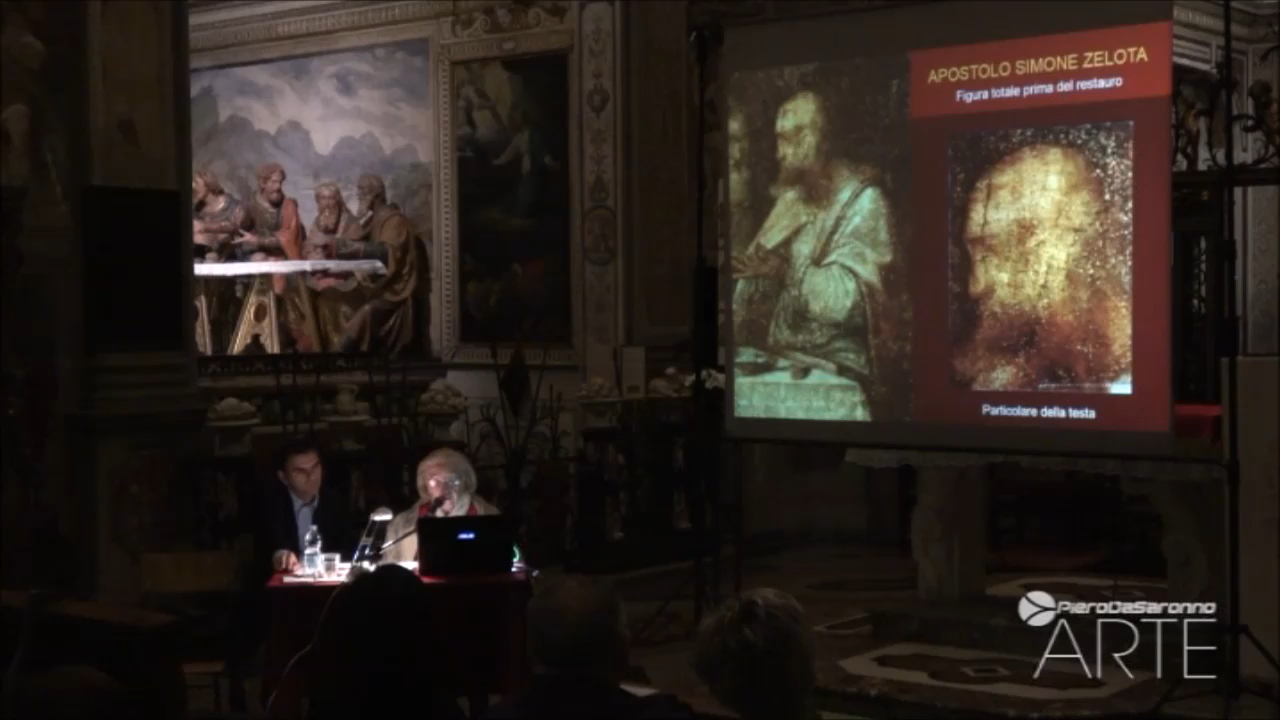 APOSTOLO SIMONE ZELOTA
Figura totale prima del restauro
Particolare della testa
PIERODASARONNO
ARTE